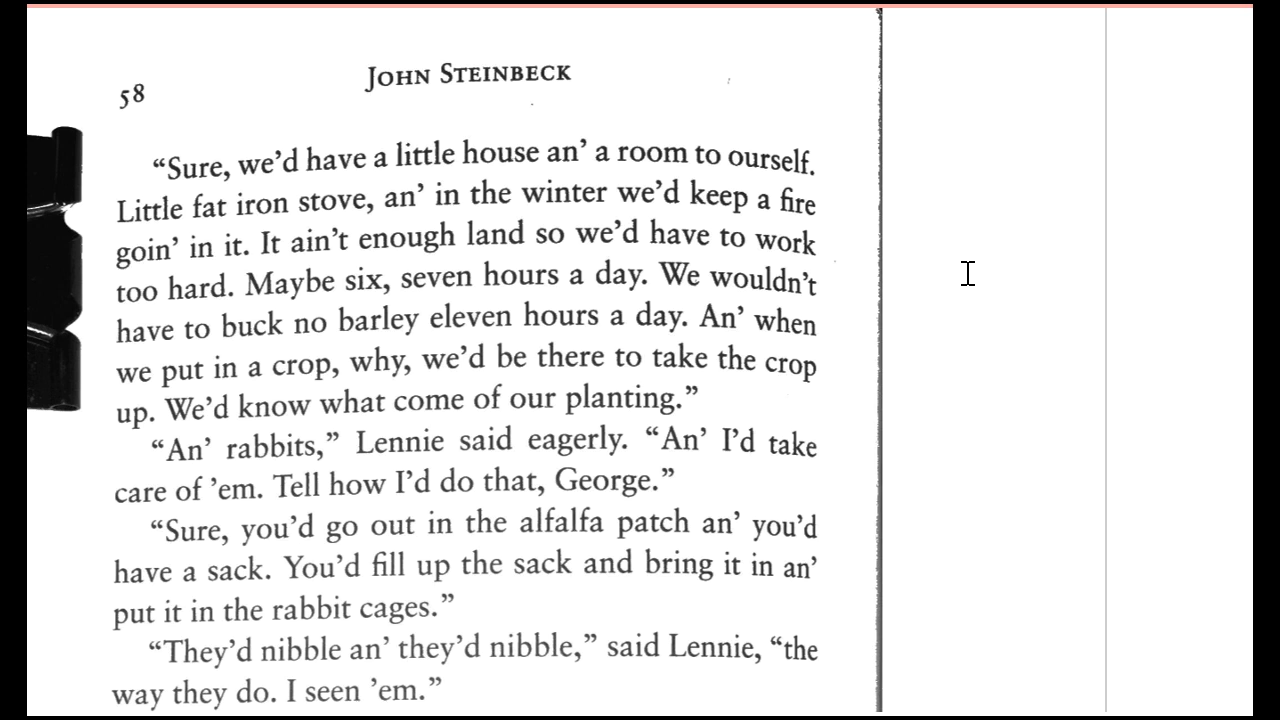 58
JOHN STEINBECK
“Sure, we’d have a little house an’ a room to ourself.
Little fat iron stove, an’ in the winter we’d keep a fire
goin’ in it. It ain’t enough land so we’d have to work
too hard. Maybe six, seven hours a day. We wouldn’t
have to buck no barley eleven hours a day. An’ when
we put in a crop, why, we’d be there to take the crop
up. We’d know what come of our planting.”
“An’ rabbits,” Lennie said eagerly. “An’ I’d take
care of ’em. Tell how I’d do that, George.”
“Sure, you’d go out in the alfalfa patch an’ you’d
have a sack. You’d fill up the sack and bring it in an’
put it in the rabbit cages.”
“They’d nibble an’ they’d nibble,” said Lennie, “the
way they do. I seen ’em.”